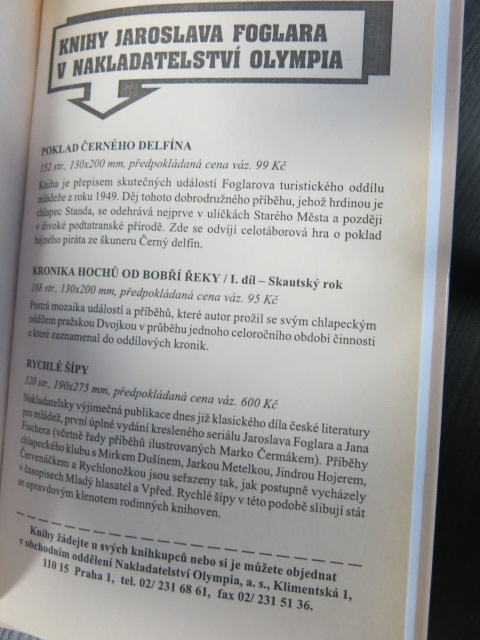 KNIHY JAROSLAVA FOGLARA
V NAKLADATELSTVÍ OLYMPIA
POKLAD ČERNÉHO DELFÍNA
152 str., 130x200 mm, předpokládaná cena váz. 99 Kč
Kniha je přepisem skutečných událostí Foglarova turistického oddílu
mládeže z roku 1949. Děj tohoto dobrodružného příběhu, jehož hrdinou je
chlapec Standa, se odehrává nejprve v uličkách Starého Města a později
v divoké podtatranské přírodě. Zde se odvíjí celotáborová hra o poklad
bájného piráta ze škuneru Černý delfín.
KRONIKA HOCHŮ OD BOBŘÍ ŘEKY / I. díl – Skautský rok
168 str., 130x200 mm, předpokládaná cena váz. 95 Kč
Pestrá mozaika událostí a příběhů, které autor prožil se svým chlapeckým
oddílem pražskou Dvojkou v průběhu jednoho celoročního období činnosti
a které zaznamenal do oddílových kronik.
RYCHLÉ ŠÍPY
320 str., 190x275 mm, předpokládaná cena váz. 600 Kč
Nakladatelsky výjimečná publikace dnes již klasického díla české literatury
pro mládež, první úplné vydání kresleného seriálu Jaroslava Foglara a Jana
Fischera (včetně řady příběhů ilustrovaných Marko Čermákem). Příběhy
chlapeckého klubu s Mirkem Dušínem, Jarkou Metelkou, Jindrou Hojerem,
Červenáčkem a Rychlonožkou jsou seřazeny tak, jak postupně vycházely
v časopisech Mladý hlasatel a Vpřed. Rychlé šípy v této podobě slibují stát
se opravdovým klenotem rodinných knihoven.
Knihy žádejte u svých knihkupců nebo si je můžete objednat
v obchodním oddělení Nakladatelství Olympia, a. s., Klimentská 1,
110 15 Praha 1, tel. 02/ 231 68 61, fax 02/ 231 51 36.